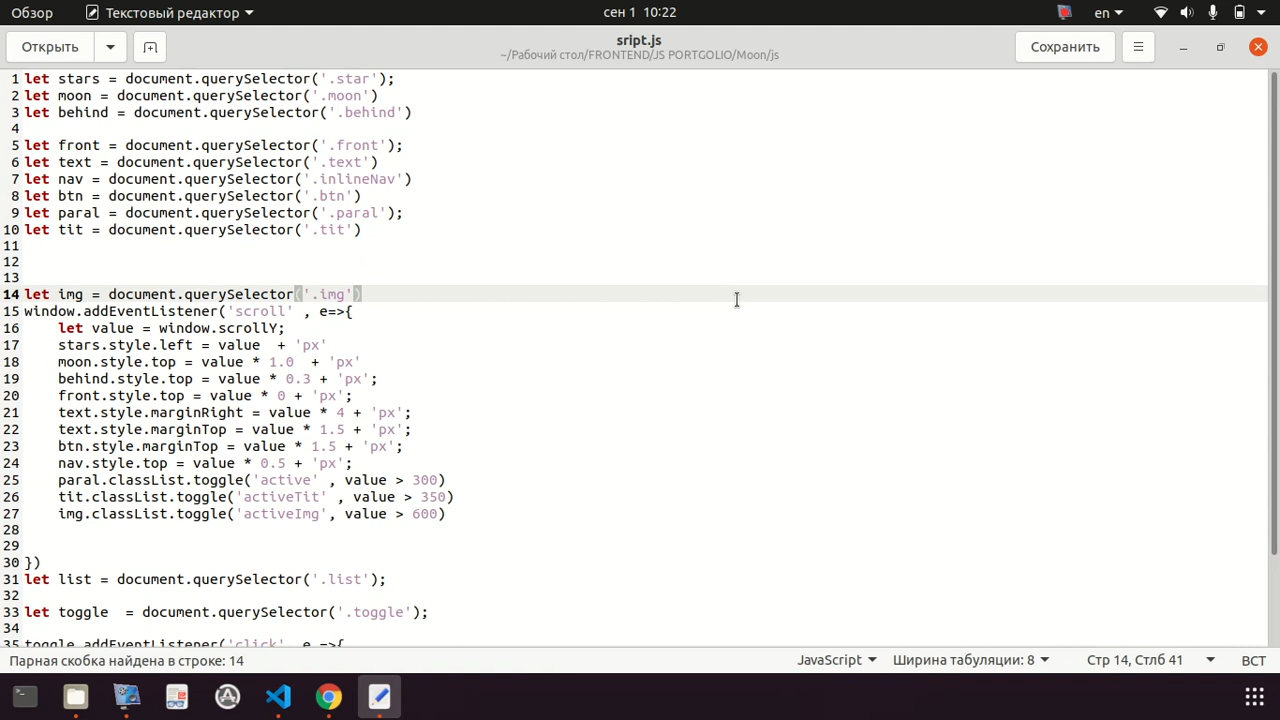 Обзор Текстовый редактор сен 1 10:22 en
Открыть sript.js Сохранить
~/Рабочий стол/FRONTEND/JS PORTGOLIO/Moon/js
1 let stars = document.querySelector('.star');
2 let moon = document.querySelector('.moon')
3 let behind = document.querySelector('.behind')
4
5 let front = document.querySelector('.front');
6 let text = document.querySelector('.text')
7 let nav = document.querySelector('.inlineNav')
8 let btn = document.querySelector('.btn')
9 let paral = document.querySelector('.paral');
10 let tit = document.querySelector('.tit')
11
12
13
14 let img = document.querySelector('.img')
15 window.addEventListener('scroll' , e=>{
16     let value = window.scrollY;
17     stars.style.left = value  + 'px'
18     moon.style.top = value * 1.0  + 'px'
19     behind.style.top = value * 0.3 + 'px';
20     front.style.top = value * 0 + 'px';
21     text.style.marginRight = value * 4 + 'px';
22     text.style.marginTop = value * 1.5 + 'px';
23     btn.style.marginTop = value * 1.5 + 'px';
24     nav.style.top = value * 0.5 + 'px';
25     paral.classList.toggle('active' , value > 300)
26     tit.classList.toggle('activeTit' , value > 350)
27     img.classList.toggle('activeImg', value > 600)
28
29
30 })
31 let list = document.querySelector('.list');
32
33 let toggle  = document.querySelector('.toggle');
34
35 toggle.addEventListener('click', e =>{
Парная скобка найдена в строке: 14 JavaScript Ширина табуляции: 8 Стр 14, Стлб 41 ВСТ